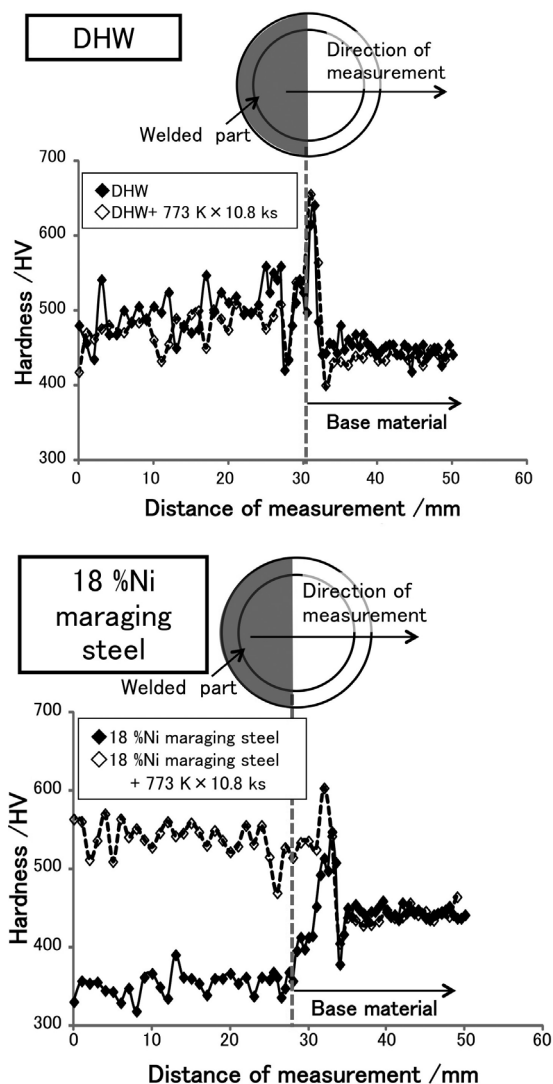 DHW
Direction of
measurement
Welded part
700
600
500
400
300
Hardness /HV
◆DHW
◇DHW+ 773 K×10.8 ks
Base material
0 10 20 30 40 50 60
Distance of measurement /mm
18 %Ni
maraging
steel
Direction of
measurement
Welded part
700
600
500
400
300
Hardness /HV
◆18 %Ni maraging steel
◇18 %Ni maraging steel
+ 773 K×10.8 ks
Base material
0 10 20 30 40 50 60
Distance of measurement /mm